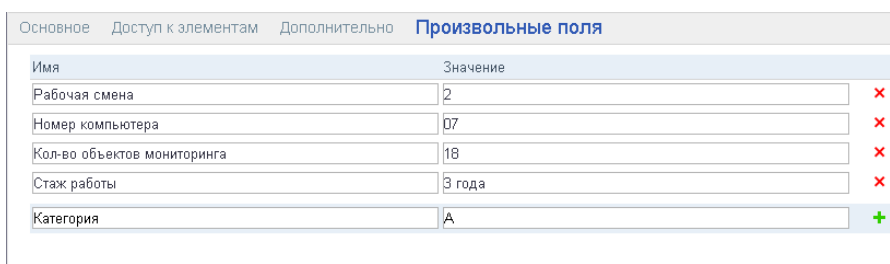 Основное Доступ к элементам Дополнительно Произвольные поля
Имя Значение
Рабочая смена 2
Номер компьютера 07
Кол-во объектов мониторинга 18
Стаж работы 3 года
Категория А